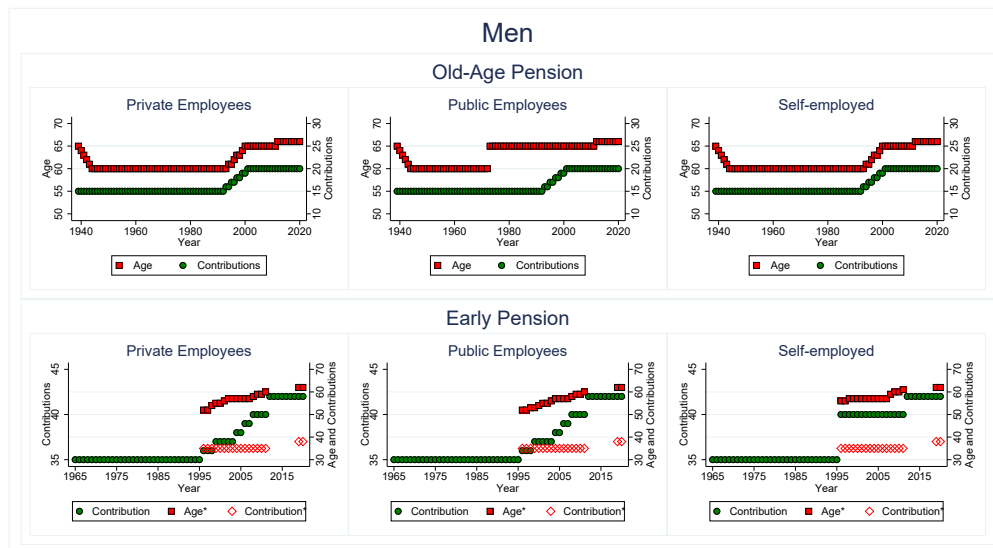 Men
Old-Age Pension
Private Employees
Public Employees
Self-employed
70 65 60 55 50
Age
30 25 20 15 10
Contributions
1940 1960 1980 2000 2020
Year
Age Contributions
70 65 60 55 50
Age
30 25 20 15 10
Contributions
1940 1960 1980 2000 2020
Year
Age Contributions
70 65 60 55 50
Age
30 25 20 15 10
Contributions
1940 1960 1980 2000 2020
Year
Age Contributions
Early Pension
Private Employees
Public Employees
Self-employed
45 40 35
Contributions
70 60 50 40 30
Age and Contributions
1965 1975 1985 1995 2005 2015
Year
Contribution Age* Contribution*
45 40 35
Contributions
70 60 50 40 30
Age and Contributions
1965 1975 1985 1995 2005 2015
Year
Contribution Age* Contribution*
45 40 35
Contributions
70 60 50 40 30
Age and Contributions
1965 1975 1985 1995 2005 2015
Year
Contribution Age* Contribution*